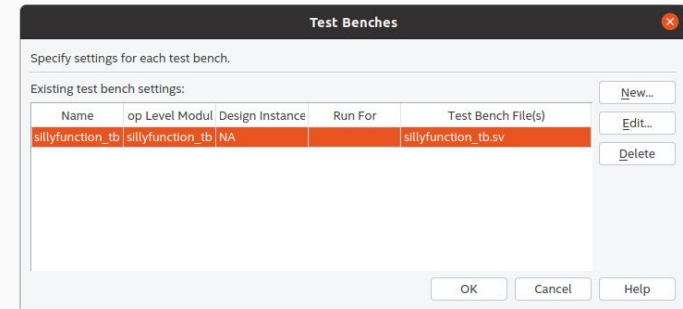 Test Benches
Specify settings for each test bench.
Existing test bench settings:
New...
Name op Level Modul Design Instance Run For Test Bench File(s)
Edit...
sillyfunction_tb sillyfunction_tb NA sillyfunction_tb.sv
Delete
OK Cancel Help